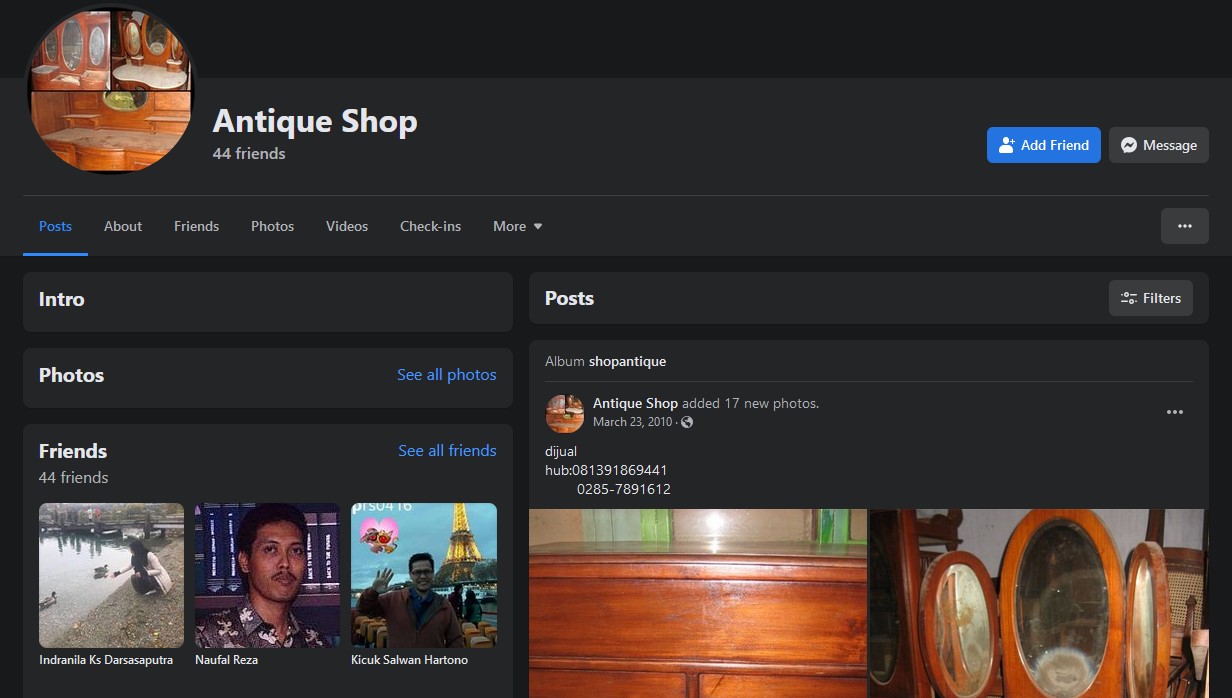 Antique Shop
44 friends
Add Friend
Message
Posts
About
Friends
Photos
Videos
Check-ins
More
Intro
Photos
See all photos
Friends
See all friends
44 friends
Indranila Ks Darsasaputra
Naufal Reza
Kicuk Salwan Hartono
Posts
Filters
Album shopantique
Antique Shop added 17 new photos.
March 23, 2010 ·
dijual
hub:081391869441
0285-7891612